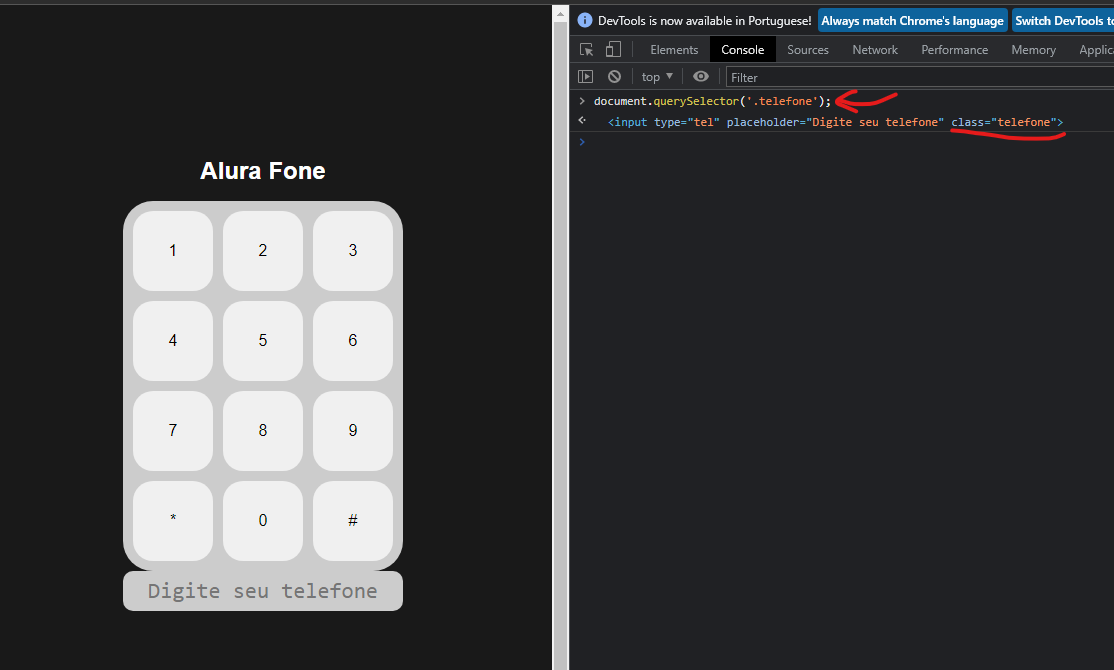 DevTools is now available in Portuguese! Always match Chrome's language Switch DevTools to
Elements Console Sources Network Performance Memory Applic
top Filter
document.querySelector('.telefone');
<input type="tel" placeholder="Digite seu telefone" class="telefone">
Alura Fone
1 2 3
4 5 6
7 8 9
* 0 #
Digite seu telefone